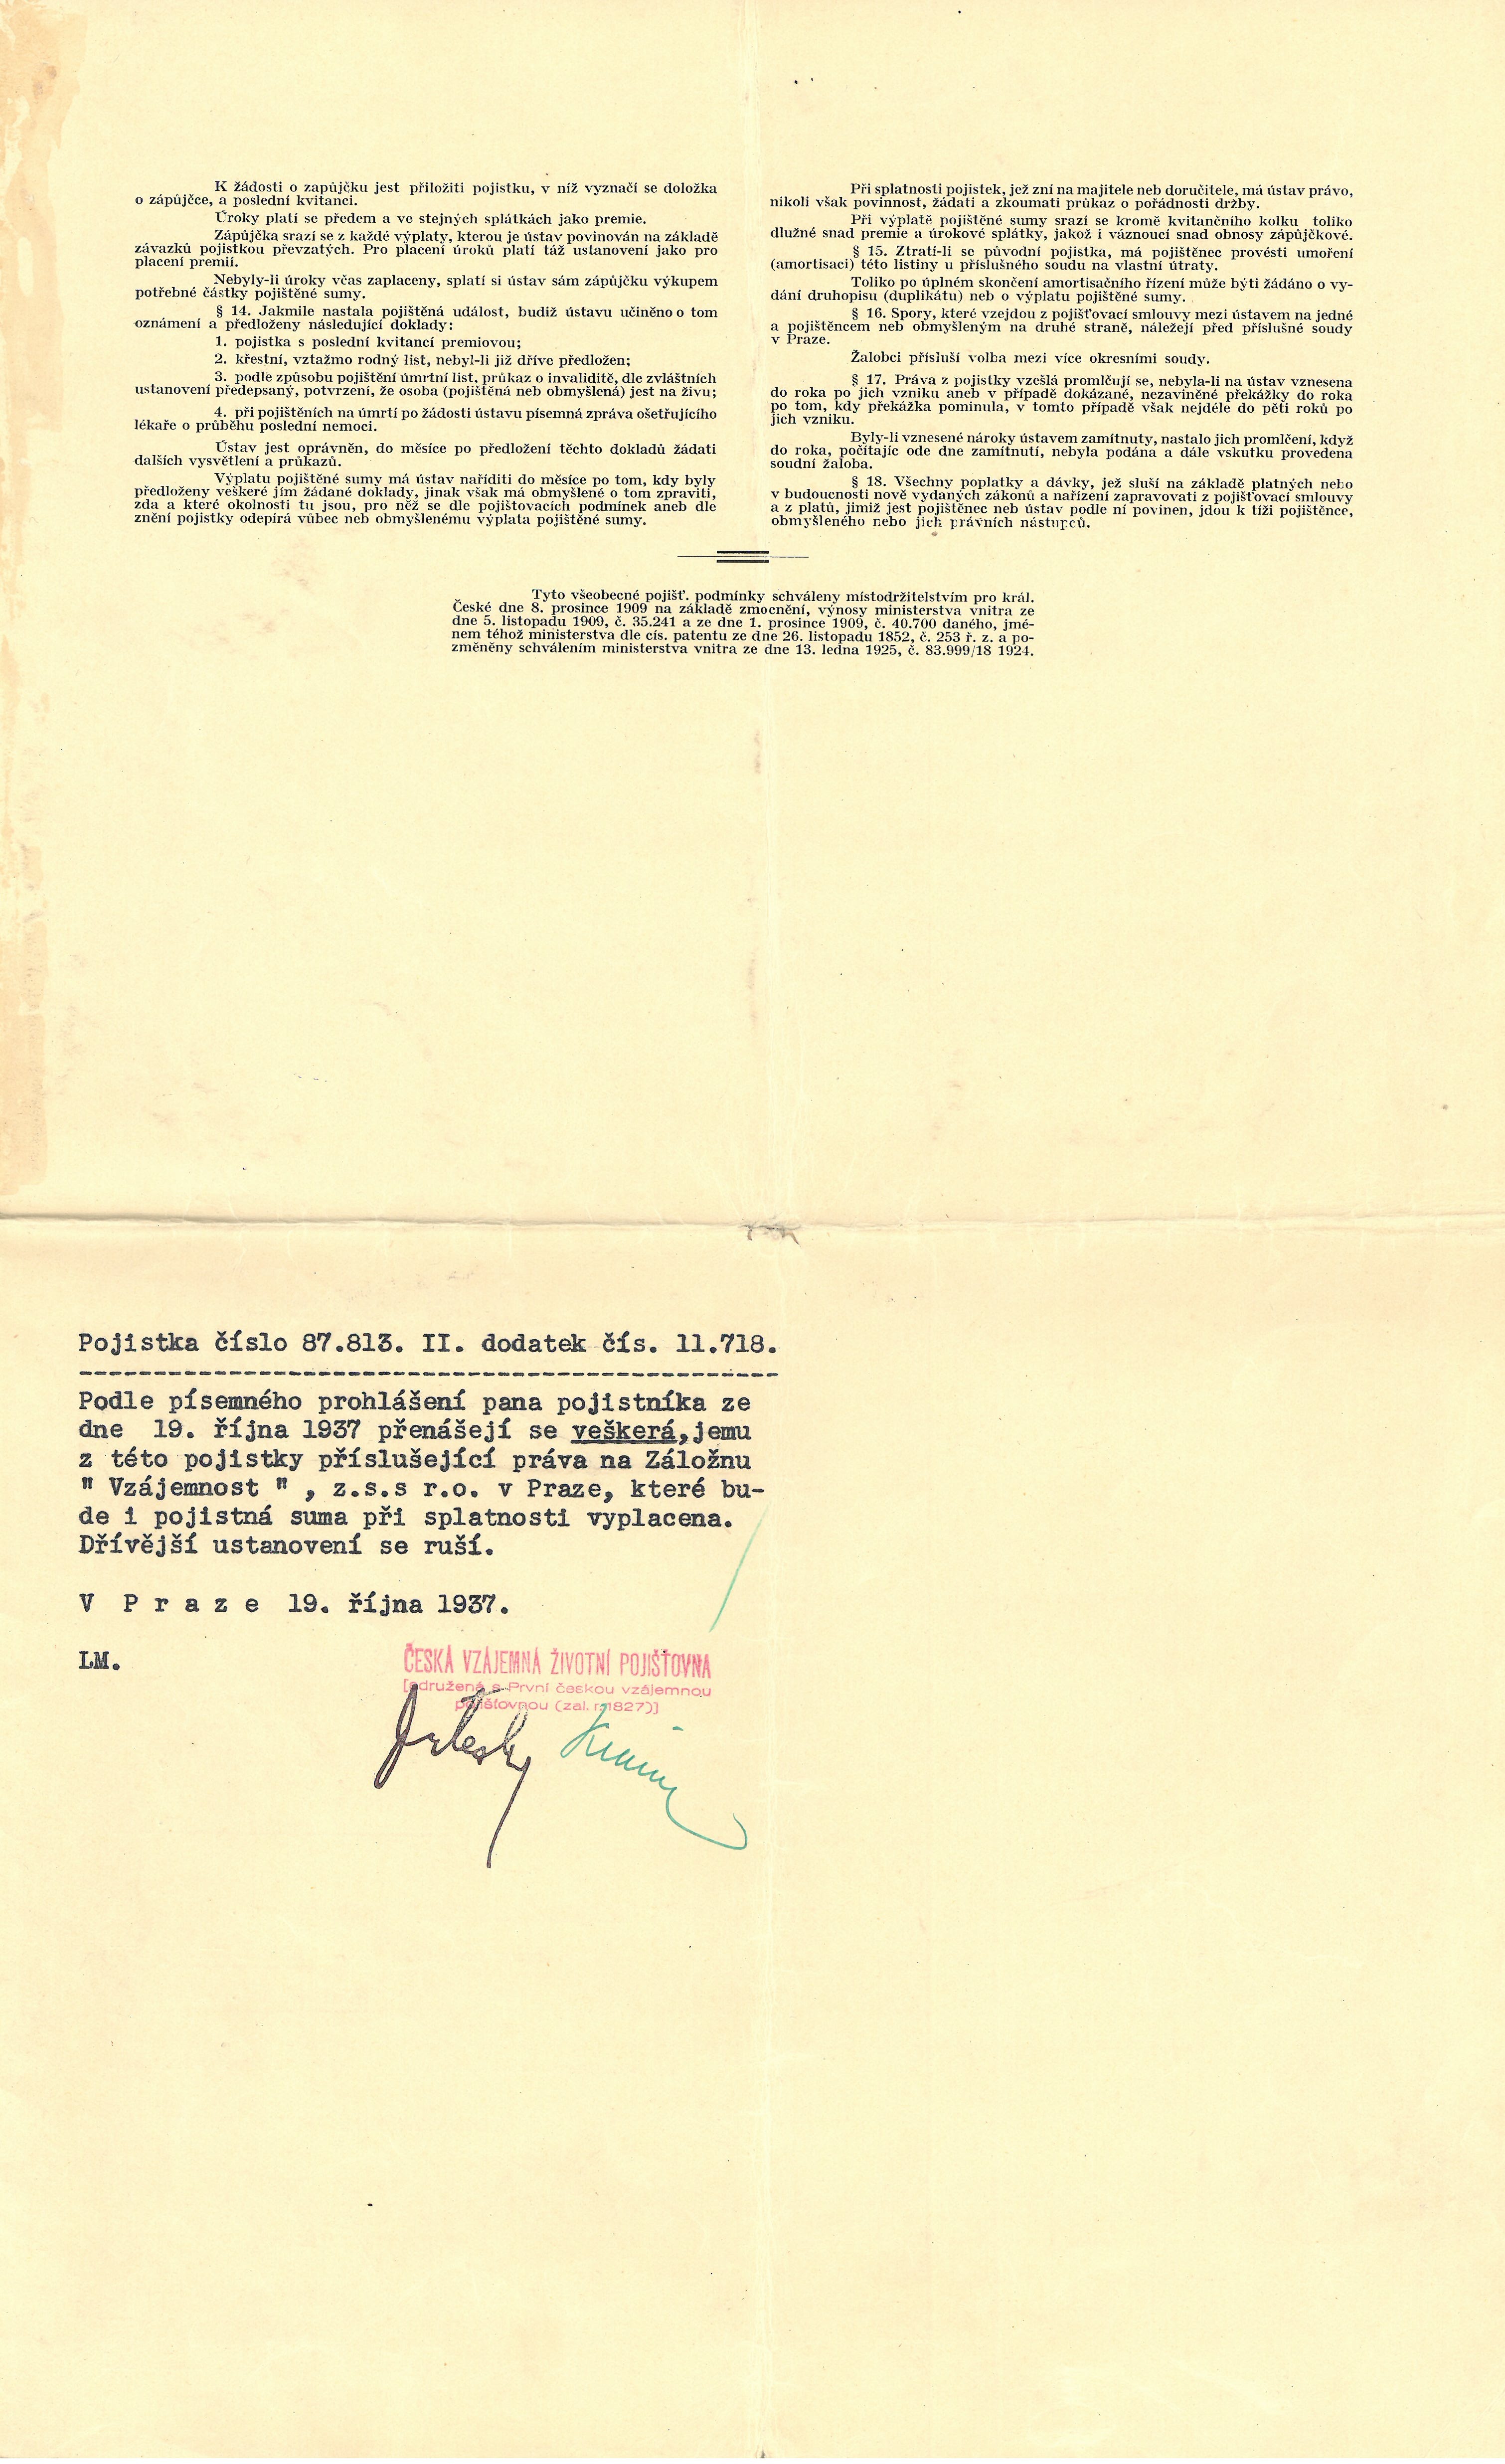 K žádosti o zapůjčku jest přiložiti pojistku, v níž vyznačí se doložka
o zápůjčce, a poslední kvitanci.
Úroky platí se předem a ve stejných splátkách jako premie.
Zápůjčka srazí se z každé výplaty, kterou je ústav povinován na základě
závazků pojistkou převzatých. Pro placení úroků platí táž ustanovení jako pro
placení premií.
Nebyly-li úroky včas zaplaceny, splatí si ústav sám zápůjčku výkupem
potřebné částky pojištěné sumy.
§ 14. Jakmile nastala pojištěná událost, budiž ústavu učiněno o tom
oznámení a předloženy následující doklady:
1. pojistka s poslední kvitancí premiovou;
2. křestní, vztažmo rodný list, nebyl-li již dříve předložen;
3. podle způsobu pojištění úmrtní list, průkaz o invaliditě, dle zvláštních
ustanovení předepsaný, potvrzení, že osoba (pojištěná neb obmyšlená) jest na živu;
4. při pojištěních na úmrtí po žádosti ústavu písemná zpráva ošetřujícího
lékaře o průběhu poslední nemoci.
Ústav jest oprávněn, do měsíce po předložení těchto dokladů žádati
dalších vysvětlení a průkazů.
Výplatu pojištěné sumy má ústav naříditi do měsíce po tom, kdy byly
předloženy veškeré jím žádané doklady, jinak však má obmyšlené o tom zpraviti,
zda a které okolnosti tu jsou, pro něž se dle pojištovacích podmínek aneb dle
znění pojistky odepírá vůbec neb obmyšlenému výplata pojištěné sumy.
Při splatnosti pojistek, jež zní na majitele neb doručitele, má ústav právo,
nikoli však povinnost, žádati a zkoumati průkaz o pořádnosti držby.
Při výplatě pojištěné sumy srazí se kromě kvitančního kolku toliko
dlužné snad premie a úrokové splátky, jakož i váznoucí snad obnosy zápůjčkové.
§ 15. Ztratí-li se původní pojistka, má pojištěnec provésti umoření
(amortisaci) této listiny u příslušného soudu na vlastní útraty.
Toliko po úplném skončení amortisačního řízení může býti žádáno o vy-
dání druhopisu (duplikátu) neb o výplatu pojištěné sumy.
§ 16. Spory, které vzejdou z pojišťovací smlouvy mezi ústavem na jedné
a pojištěncem neb obmyšleným na druhé straně, náležejí před příslušné soudy
v Praze.
Žalobci přísluší volba mezi více okresními soudy.
§ 17. Práva z pojistky vzešlá promlčují se, nebyla-li na ústav vznesena
do roka po jich vzniku aneb v případě dokázané, nezaviněné překážky do roka
po tom, kdy překážka pominula, v tomto případě však nejdéle do pěti roků po
jich vzniku.
Byly-li vznesené nároky ústavem zamítnuty, nastalo jich promlčení, když
do roka, počítajíc ode dne zamítnutí, nebyla podána a dále vskutku provedena
soudní žaloba.
§ 18. Všechny poplatky a dávky, jež sluší na základě platných nebo
v budoucnosti nově vydaných zákonů a nařízení zapravovati z pojišťovací smlouvy
a z platů, jimiž jest pojištěnec neb ústav podle ní povinen, jdou k tíži pojištěnce,
obmyšleného nebo jich právních nástupců.
Tyto všeobecné pojišť. podmínky schváleny místodržitelstvím pro král.
České dne 8. prosince 1909 na základě zmocnění, výnosy ministerstva vnitra ze
dne 5. listopadu 1909, č. 35.241 a ze dne 1. prosince 1909, č. 40.700 daného, jmé-
nem téhož ministerstva dle cís. patentu ze dne 26. listopadu 1852, č. 253 ř. z. a po-
změněny schválením ministerstva vnitra ze dne 13. ledna 1925, č. 83.999/18 1924.
Pojistka číslo 87.813. II. dodatek čís. 11.718.
Podle písemného prohlášení pana pojistníka ze
dne 19. října 1937 přenášejí se veškerá, jemu
z této pojistky příslušející práva na Záložnu
" Vzájemnost " , z.s.s r.o. v Praze, které bu-
de i pojistná suma při splatnosti vyplacena.
Dřívější ustanovení se ruší.
V P r a z e 19. října 1937.
LM.
ČESKÁ VZÁJEMNÁ ŽIVOTNÍ POJIŠŤOVNA
[sdružená s První českou vzájemnou
pojišťovnou (zal. r. 1827)]